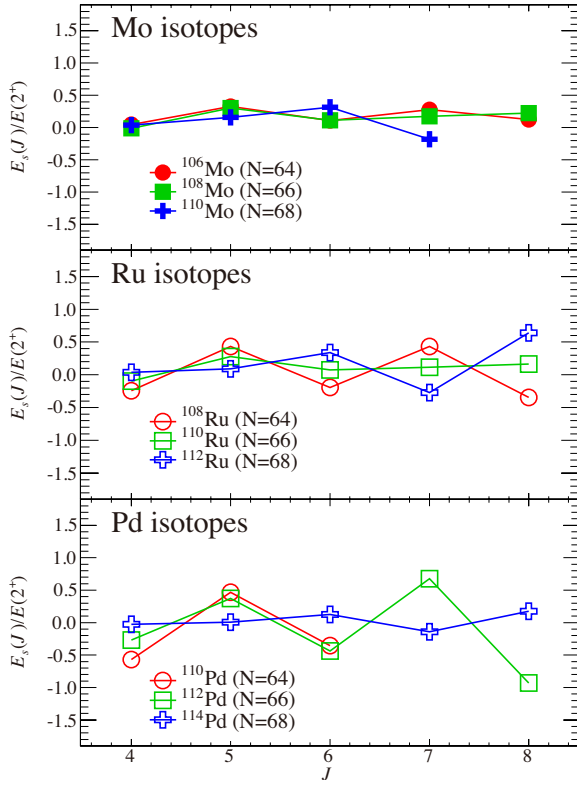 Mo isotopes
1.5
1.0
0.5
0.0
-0.5
-1.0
-1.5
E_s(J)/E(2⁺)
¹⁰⁶Mo (N=64)
¹⁰⁸Mo (N=66)
¹¹⁰Mo (N=68)
Ru isotopes
1.5
1.0
0.5
0.0
-0.5
-1.0
-1.5
E_s(J)/E(2⁺)
¹⁰⁸Ru (N=64)
¹¹⁰Ru (N=66)
¹¹²Ru (N=68)
Pd isotopes
1.5
1.0
0.5
0.0
-0.5
-1.0
-1.5
E_s(J)/E(2⁺)
¹¹⁰Pd (N=64)
¹¹²Pd (N=66)
¹¹⁴Pd (N=68)
4 5 6 7 8
J